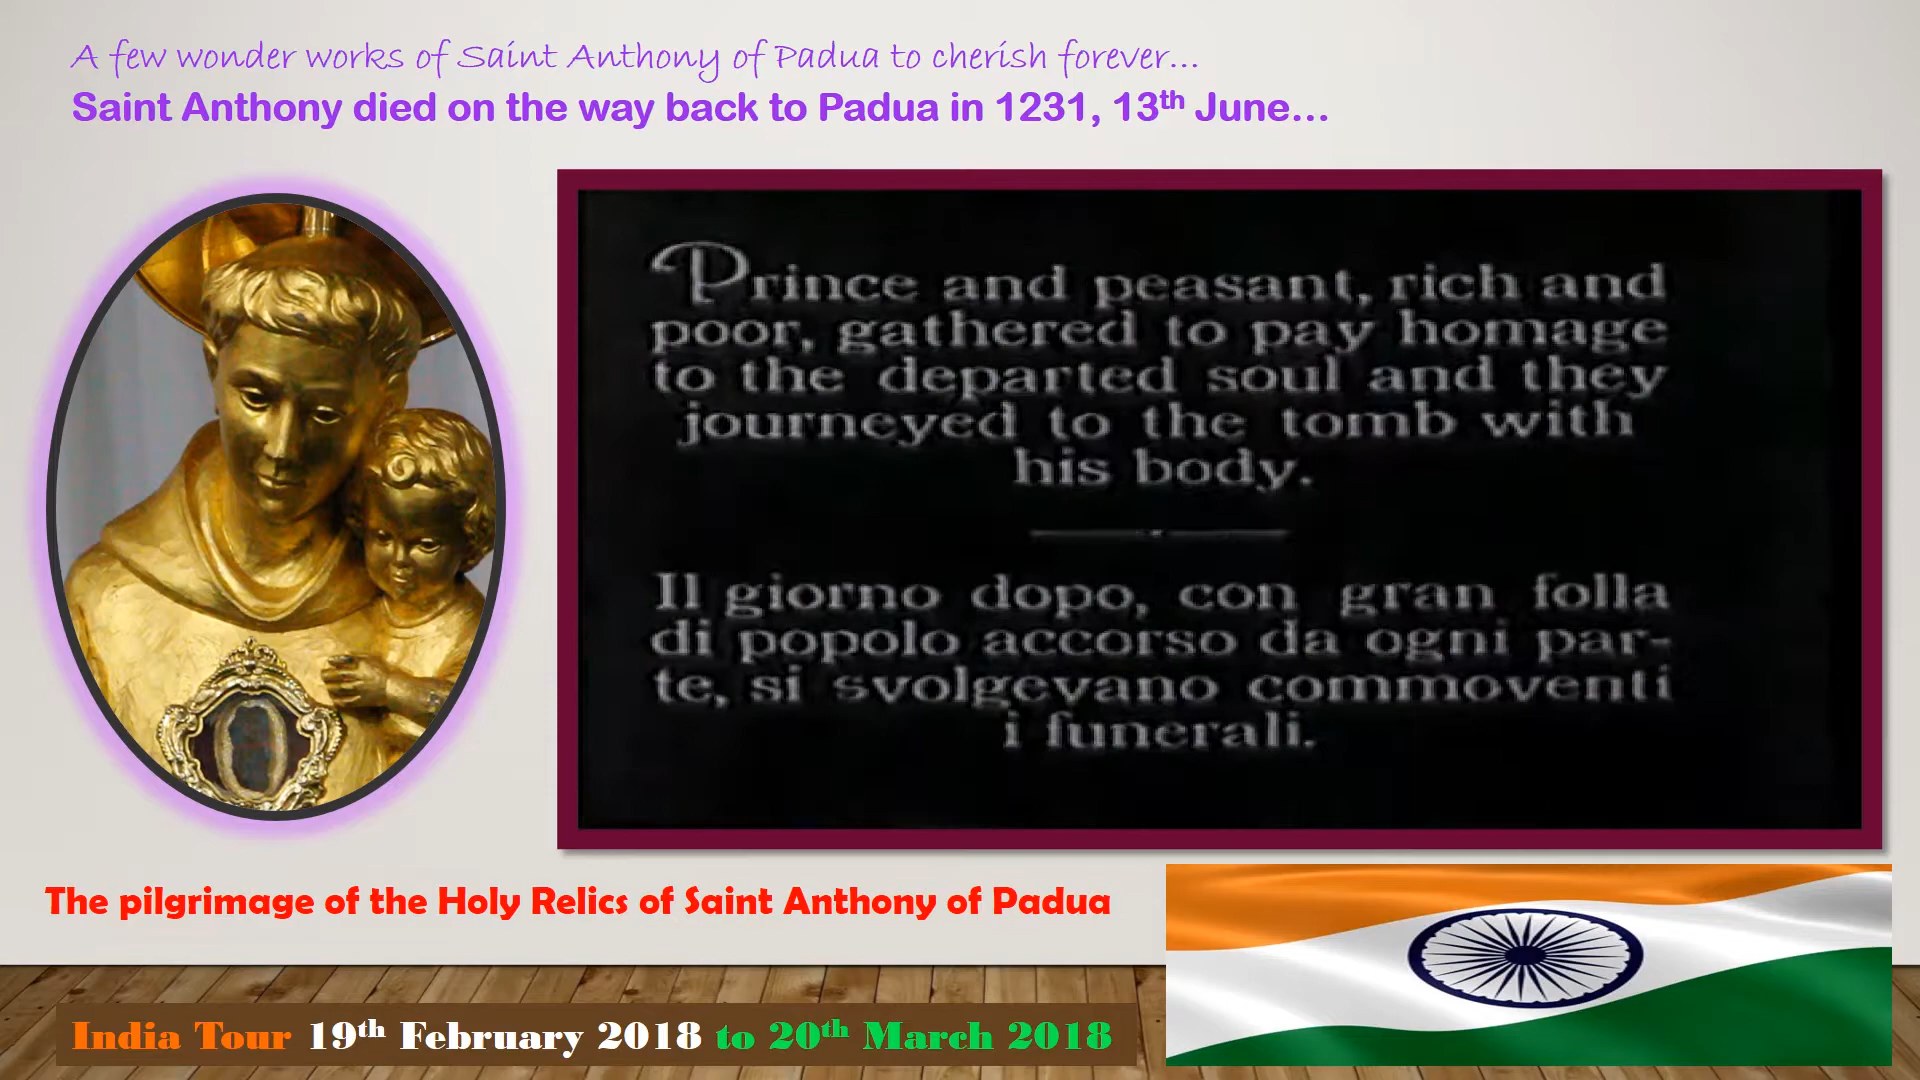 A few wonder works of Saint Anthony of Padua to cherish forever...
Saint Anthony died on the way back to Padua in 1231, 13th June...
Prince and peasant, rich and
poor, gathered to pay homage
to the departed soul and they
journeyed to the tomb with
his body.
Il giorno dopo, con gran folla
di popolo accorso da ogni par-
te, si svolgevano commoventi
i funerali.
The pilgrimage of the Holy Relics of Saint Anthony of Padua
India Tour 19th February 2018 to 20th March 2018